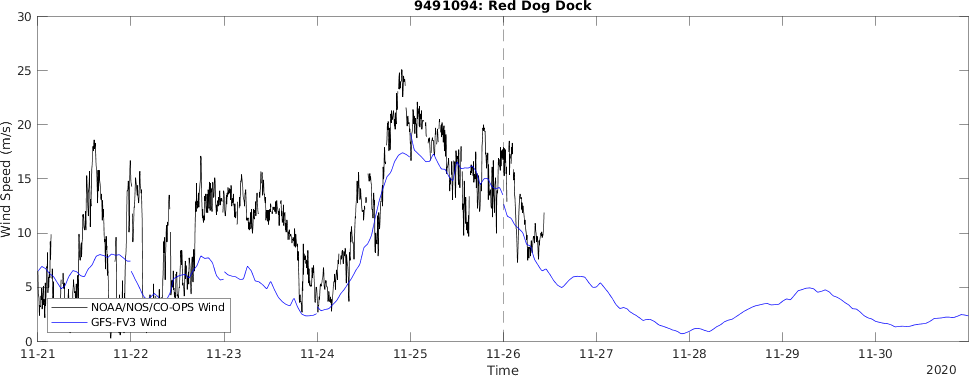 9491094: Red Dog Dock
30
25
20
15
10
5
0
Wind Speed (m/s)
NOAA/NOS/CO-OPS Wind
GFS-FV3 Wind
11-21 11-22 11-23 11-24 11-25 11-26 11-27 11-28 11-29 11-30
Time
2020